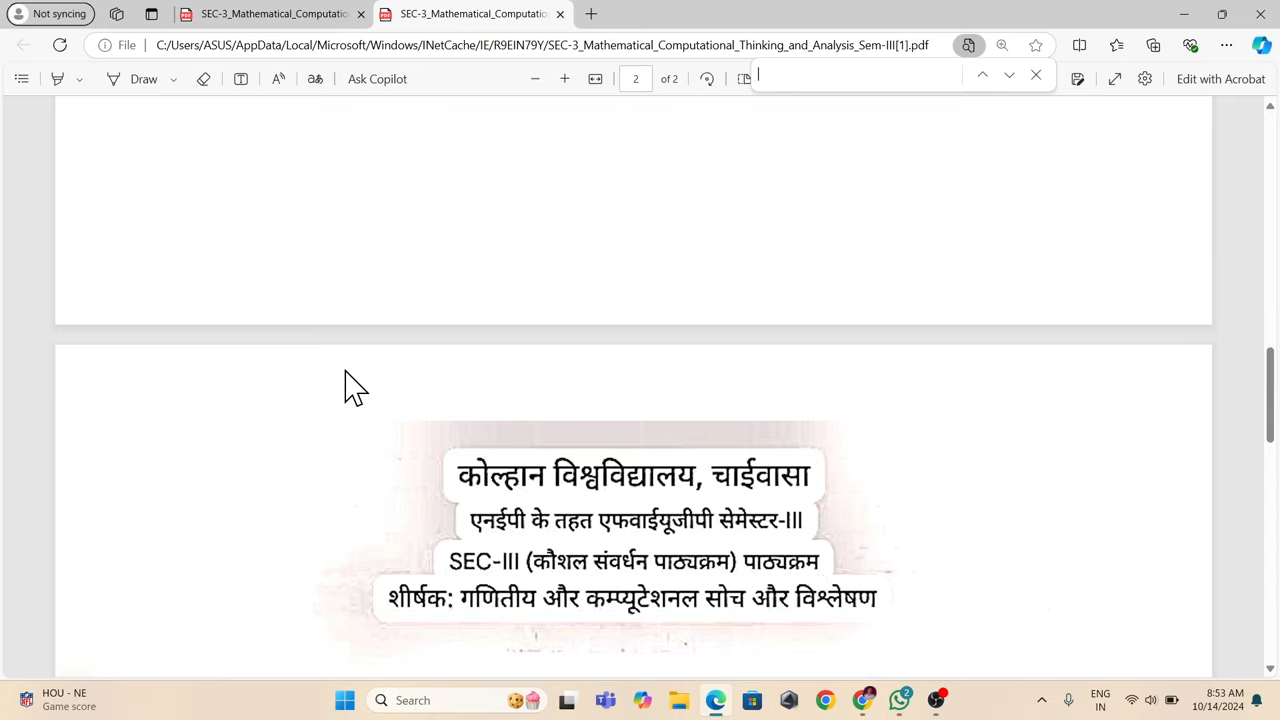 Not syncing
SEC-3_Mathematical_Computatio
SEC-3_Mathematical_Computatio
File
C:/Users/ASUS/AppData/Local/Microsoft/Windows/INetCache/IE/R9EIN79Y/SEC-3_Mathematical_Computational_Thinking_and_Analysis_Sem-III[1].pdf
Draw
Ask Copilot
2
of 2
Edit with Acrobat
कोल्हान विश्वविद्यालय, चाईवासा
एनईपी के तहत एफवाईयूजीपी सेमेस्टर-III
SEC-III (कौशल संवर्धन पाठ्यक्रम) पाठ्यक्रम
शीर्षक: गणितीय और कम्प्यूटेशनल सोच और विश्लेषण
HOU - NE
Game score
Search
2
ENG
IN
8:53 AM
10/14/2024